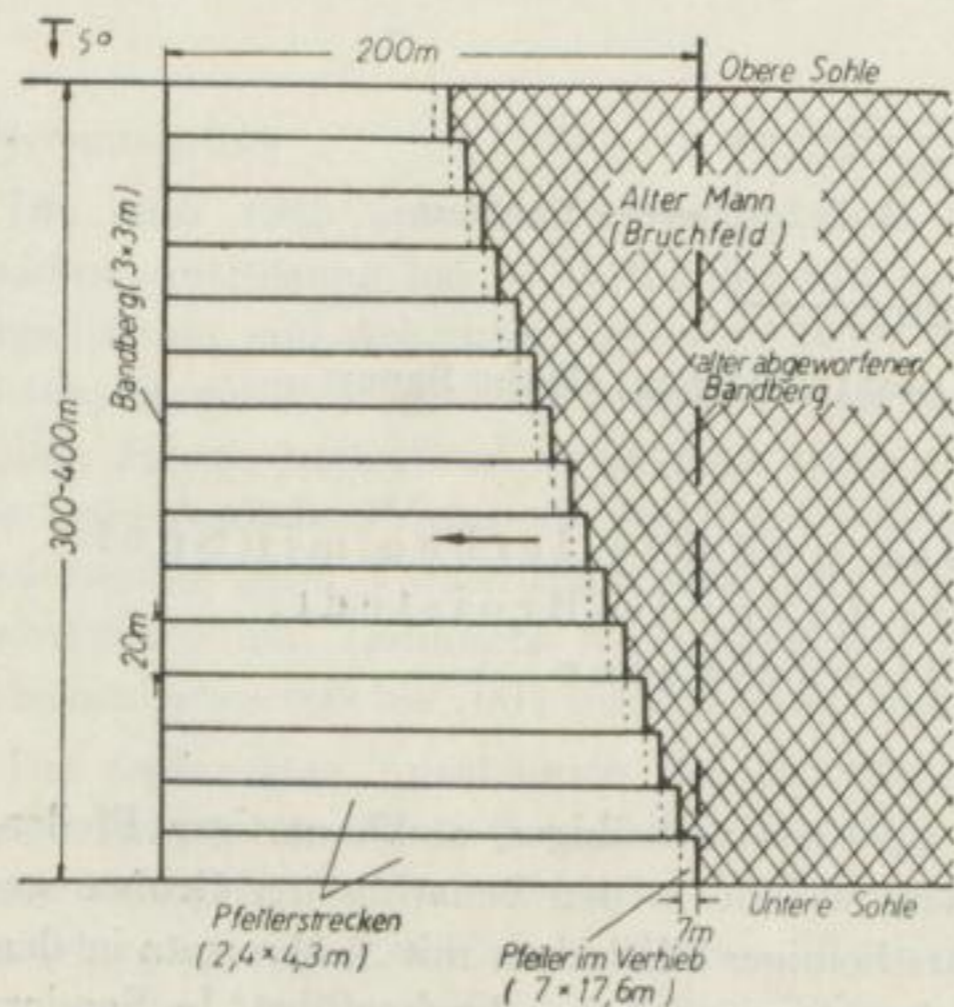 5°
200m
Obere Sohle
Alter Mann
(Bruchfeld)
alter abgeworfener
Bandberg
Bandberg (3×3m)
300-400m
20m
Pfeilerstrecken
(2,4×4,3m)
7m
Untere Sohle
Pfeiler im Verhieb
(7×17,6m)